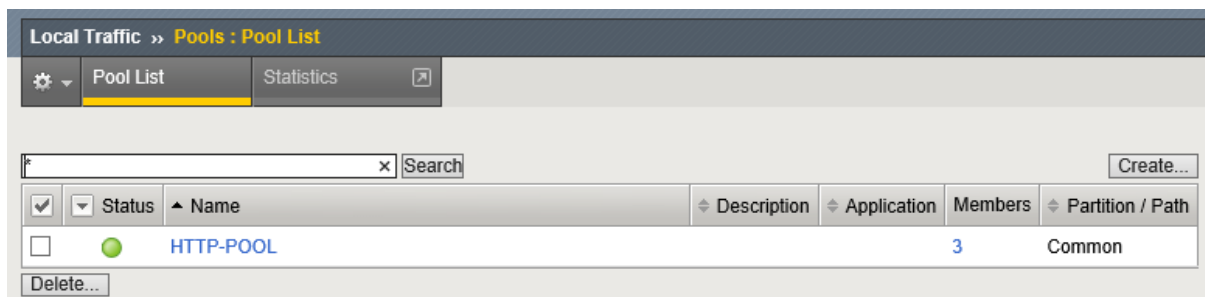 Local Traffic » Pools : Pool List
Pool List Statistics
* × Search Create...
Status Name Description Application Members Partition / Path
HTTP-POOL 3 Common
Delete...